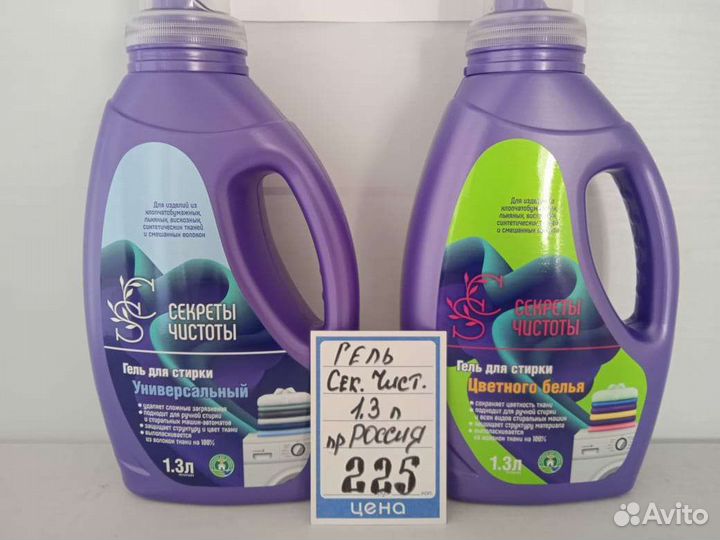 Для изделий из
хлопчатобумажных,
льняных, вискозных,
синтетических тканей
и смешанных волокон
СЕКРЕТЫ
ЧИСТОТЫ
Гель для стирки
Универсальный
• удаляет сложные загрязнения
• подходит для ручной стирки
и стиральных машин-автоматов
• защищает структуру и цвет ткани
• выполаскивается
из волокон ткани на 100%
1.3л
Для изделий из
хлопчатобумажных,
льняных, вискозных,
синтетических тканей
и смешанных волокон
СЕКРЕТЫ
ЧИСТОТЫ
Гель для стирки
Цветного белья
• сохраняет цветность ткани
• подходит для ручной стирки
и всех видов стиральных машин
• защищает структуру материала
• выполаскивается
из волокон ткани на 100%
1.3л
ГЕЛЬ
Сек. Чист.
1.3 л
пр РОССИЯ
225
цена
Avito